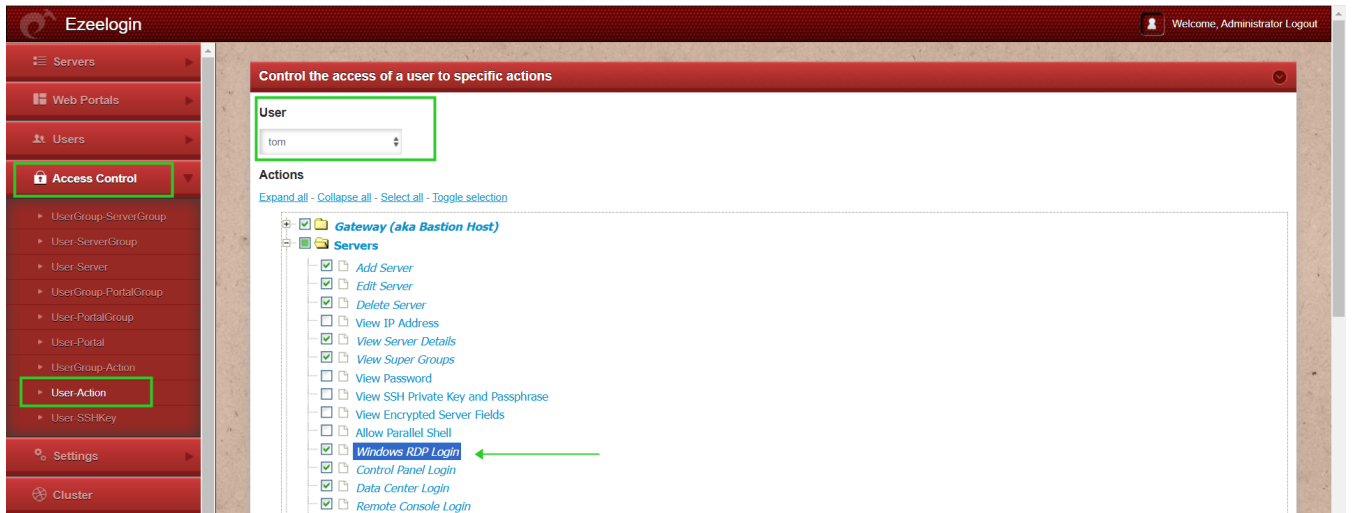 Ezeelogin
Welcome, Administrator Logout
Servers
Web Portals
Users
Access Control
UserGroup-ServerGroup
User-ServerGroup
User-Server
UserGroup-PortalGroup
User-PortalGroup
User-Portal
UserGroup-Action
User-Action
User-SSHKey
Settings
Cluster
Control the access of a user to specific actions
User
tom
Actions
Expand all - Collapse all - Select all - Toggle selection
Gateway (aka Bastion Host)
Servers
Add Server
Edit Server
Delete Server
View IP Address
View Server Details
View Super Groups
View Password
View SSH Private Key and Passphrase
View Encrypted Server Fields
Allow Parallel Shell
Windows RDP Login
Control Panel Login
Data Center Login
Remote Console Login